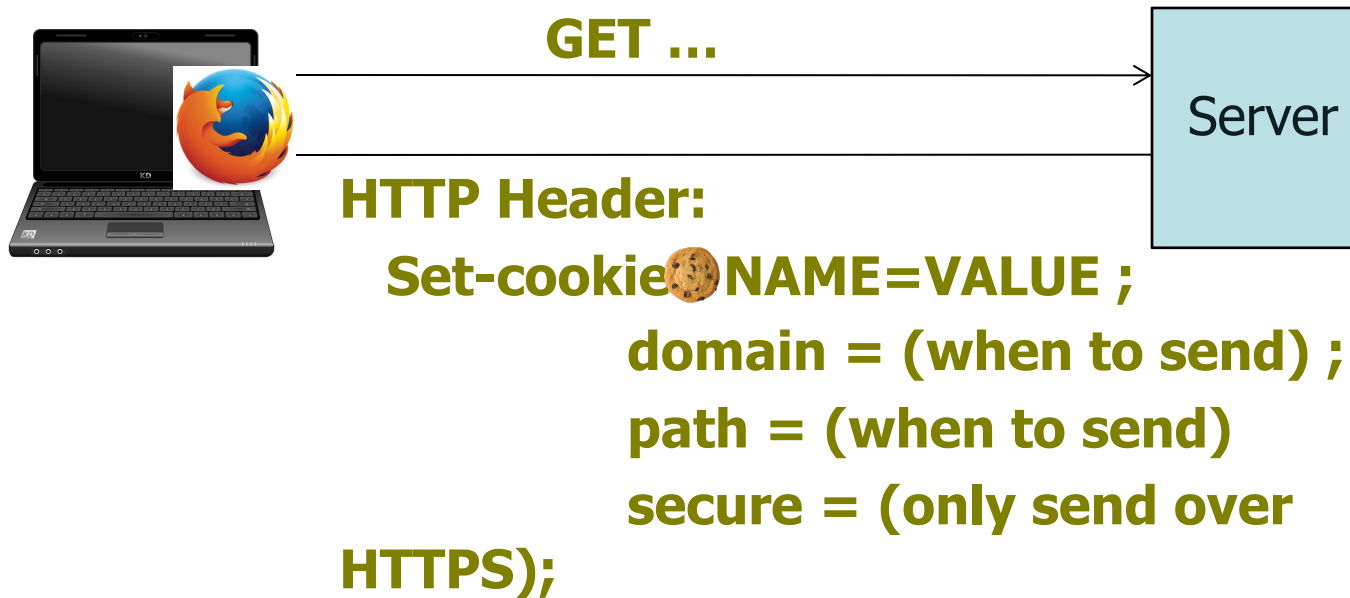 GET ...
Server
HTTP Header:
Set-cookie NAME=VALUE ;
domain = (when to send) ;
path = (when to send)
secure = (only send over
HTTPS);
KD